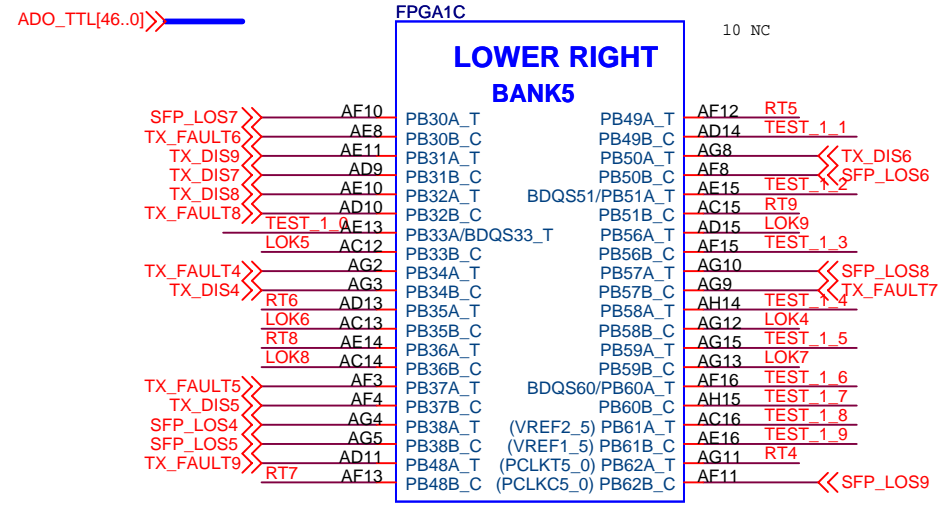 ADO_TTL[46..0]
FPGA1C
10 NC
LOWER RIGHT
BANK5
SFP_LOS7 AF10 PB30A_T PB49A_T AF12 RT5
TX_FAULT6 AE8 PB30B_C PB49B_C AD14 TEST_1_1
TX_DIS9 AE11 PB31A_T PB50A_T AG8 TX_DIS6
TX_DIS7 AD9 PB31B_C PB50B_C AF8 SFP_LOS6
TX_DIS8 AE10 PB32A_T BDQS51/PB51A_T AE15 TEST_1_2
TX_FAULT8 AD10 PB32B_C PB51B_C AC15 RT9
TEST_1_0 AE13 PB33A/BDQS33_T PB56A_T AD15 LOK9
LOK5 AC12 PB33B_C PB56B_C AF15 TEST_1_3
TX_FAULT4 AG2 PB34A_T PB57A_T AG10 SFP_LOS8
TX_DIS4 AG3 PB34B_C PB57B_C AG9 TX_FAULT7
RT6 AD13 PB35A_T PB58A_T AH14 TEST_1_4
LOK6 AC13 PB35B_C PB58B_C AG12 LOK4
RT8 AE14 PB36A_T PB59A_T AG15 TEST_1_5
LOK8 AC14 PB36B_C PB59B_C AG13 LOK7
TX_FAULT5 AF3 PB37A_T BDQS60/PB60A_T AF16 TEST_1_6
TX_DIS5 AF4 PB37B_C PB60B_C AH15 TEST_1_7
SFP_LOS4 AG4 PB38A_T (VREF2_5) PB61A_T AC16 TEST_1_8
SFP_LOS5 AG5 PB38B_C (VREF1_5) PB61B_C AE16 TEST_1_9
TX_FAULT9 AD11 PB48A_T (PCLKT5_0) PB62A_T AG11 RT4
RT7 AF13 PB48B_C (PCLKC5_0) PB62B_C AF11 SFP_LOS9